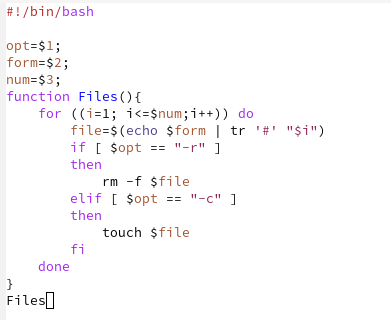 #!/bin/bash

opt=$1;
form=$2;
num=$3;
function Files(){
    for ((i=1; i<=$num;i++)) do
        file=$(echo $form | tr '#' "$i")
        if [ $opt == "-r" ]
        then
            rm -f $file
        elif [ $opt == "-c" ]
        then
            touch $file
        fi
    done
}
Files